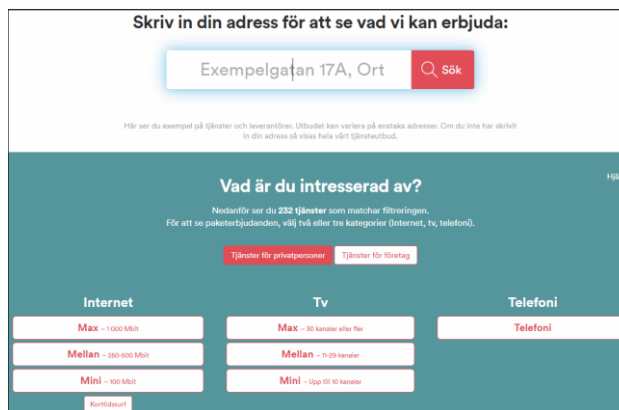 Skriv in din adress för att se vad vi kan erbjuda:
Exempelgatan 17A, Ort
Sök
Här ser du exempel på tjänster och leverantörer. Utbudet kan variera på enstaka adresser. Om du inte har skrivit
in din adress så visas hela vårt tjänsteutbud.
Hjä
Vad är du intresserad av?
Nedanför ser du 232 tjänster som matchar filtreringen.
För att se paketerbjudanden, välj två eller tre kategorier (Internet, tv, telefoni).
Tjänster för privatpersoner
Tjänster för företag
Internet
Max – 1 000 Mbit
Mellan – 250-500 Mbit
Mini – 100 Mbit
Korttidssurf
Tv
Max – 30 kanaler eller fler
Mellan – 11-29 kanaler
Mini – Upp till 10 kanaler
Telefoni
Telefoni